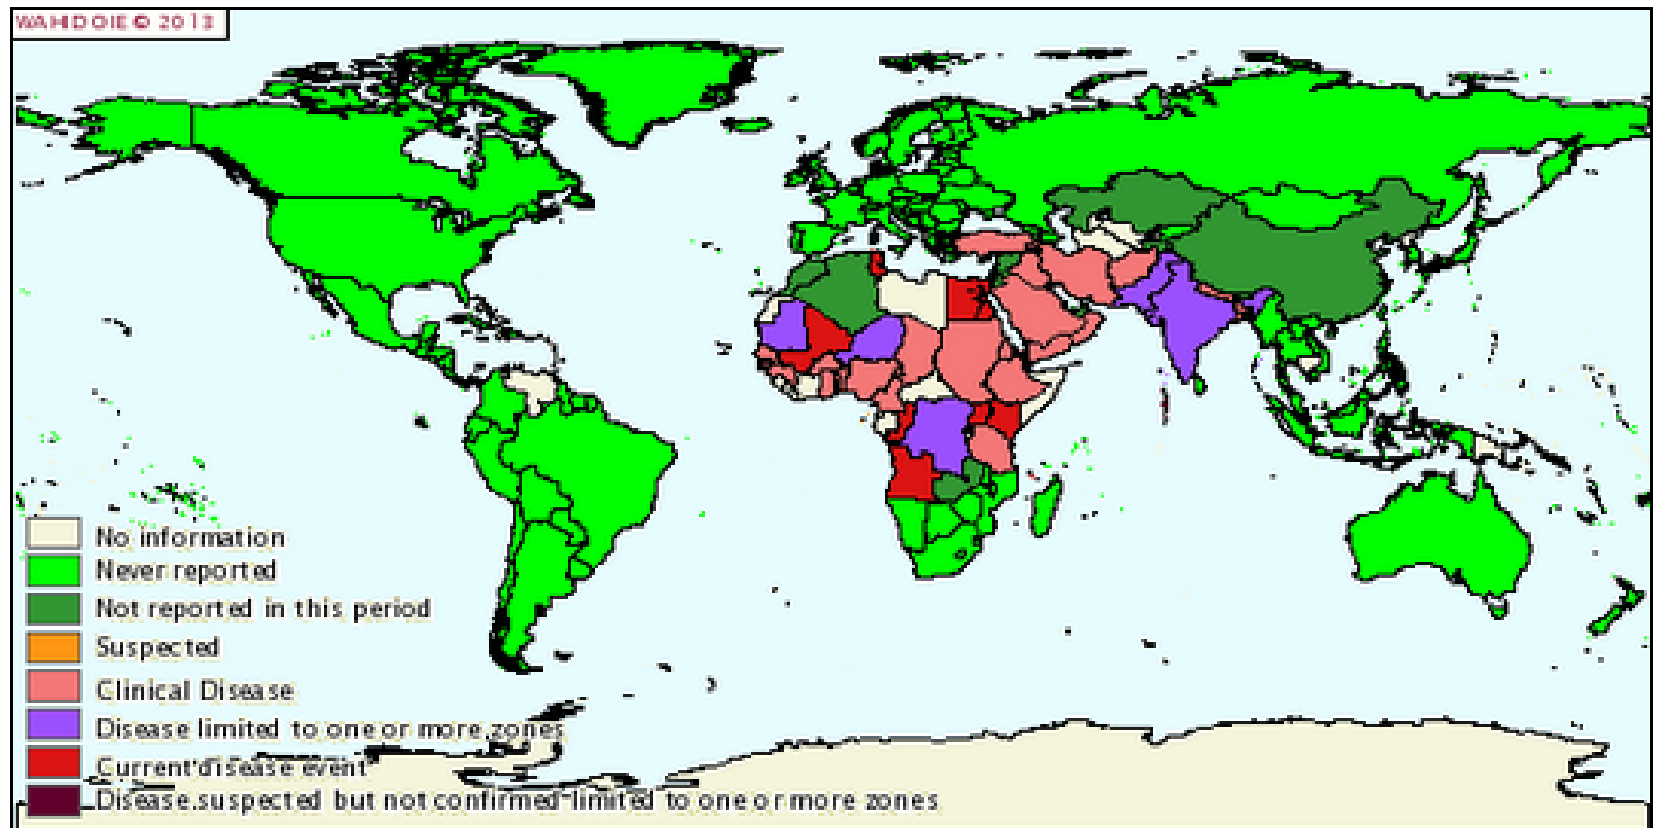 WAHID OIE © 2013
No information
Never reported
Not reported in this period
Suspected
Clinical Disease
Disease limited to one or more zones
Current disease event
Disease suspected but not confirmed limited to one or more zones